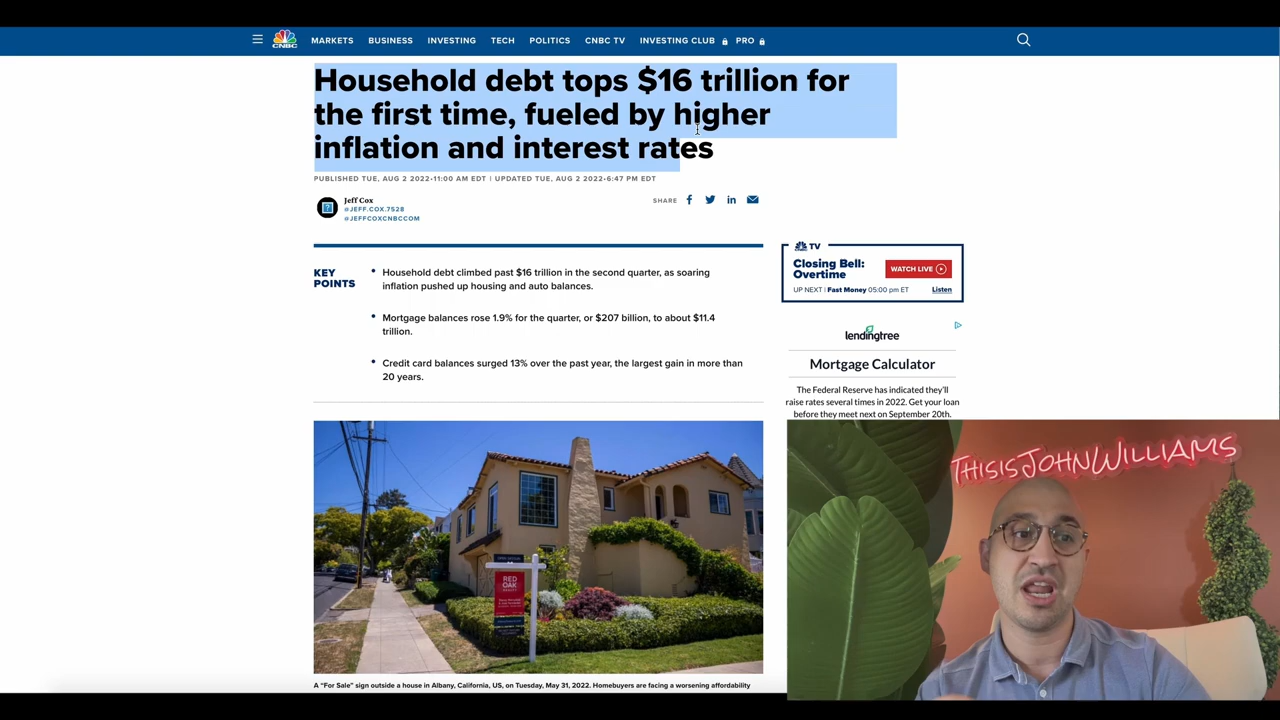 CNBC
MARKETS BUSINESS INVESTING TECH POLITICS CNBC TV INVESTING CLUB PRO
Household debt tops $16 trillion for
the first time, fueled by higher
inflation and interest rates
PUBLISHED TUE, AUG 2 2022•11:00 AM EDT | UPDATED TUE, AUG 2 2022•6:47 PM EDT
Jeff Cox
@JEFF.COX.7528
@JEFFCOXCNBCCOM
SHARE
KEY
POINTS
Household debt climbed past $16 trillion in the second quarter, as soaring
inflation pushed up housing and auto balances.
Mortgage balances rose 1.9% for the quarter, or $207 billion, to about $11.4
trillion.
Credit card balances surged 13% over the past year, the largest gain in more than
20 years.
TV
Closing Bell:
Overtime
WATCH LIVE
UP NEXT | Fast Money 05:00 pm ET
Listen
lendingtree
Mortgage Calculator
The Federal Reserve has indicated they'll
raise rates several times in 2022. Get your loan
before they meet next on September 20th.
RED
OAK
THISISJOHNWILLIAMS
A "For Sale" sign outside a house in Albany, California, US, on Tuesday, May 31, 2022. Homebuyers are facing a worsening affordability